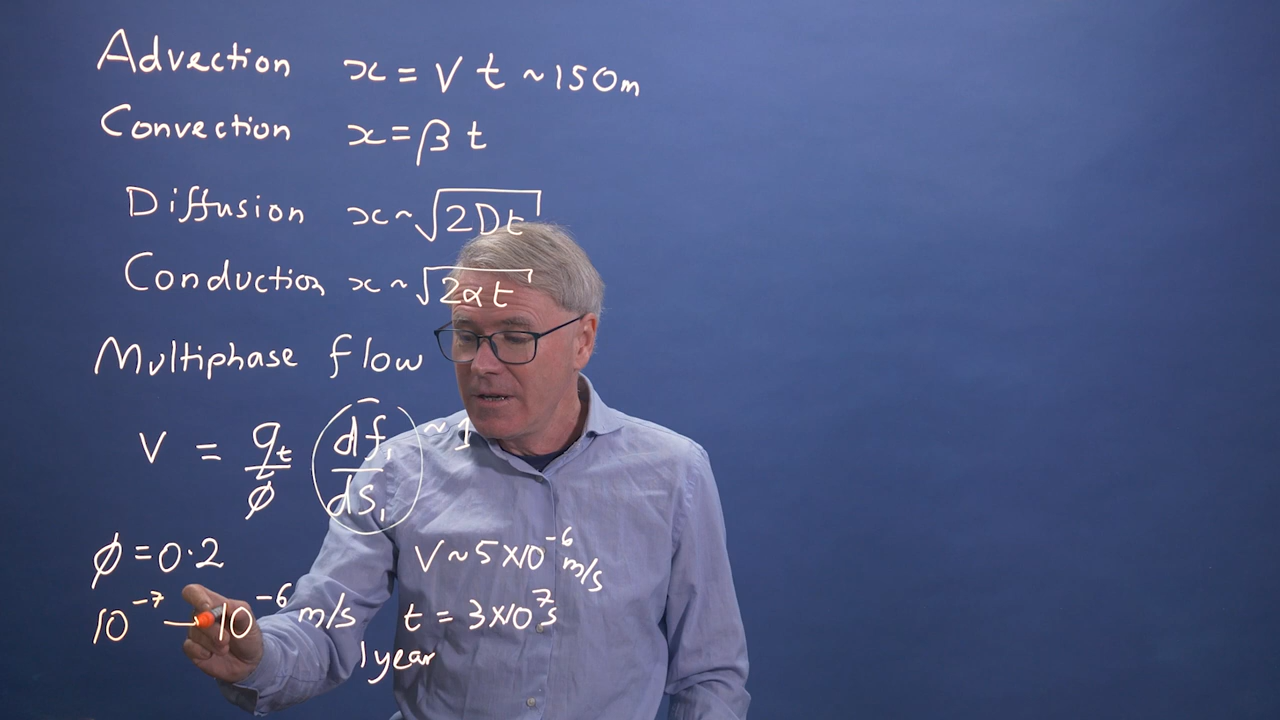 Advection x = V t ~ 150m
Convection x = β t
Diffusion x ~ √2Dt
Conduction x ~ √2αt
Multiphase flow
V = qt/ϕ (df₁/dS₁) ~ 1
ϕ = 0.2
V ~ 5×10⁻⁶ m/s
10⁻⁷ → 10⁻⁶ m/s
t = 3×10⁷ s
1 year